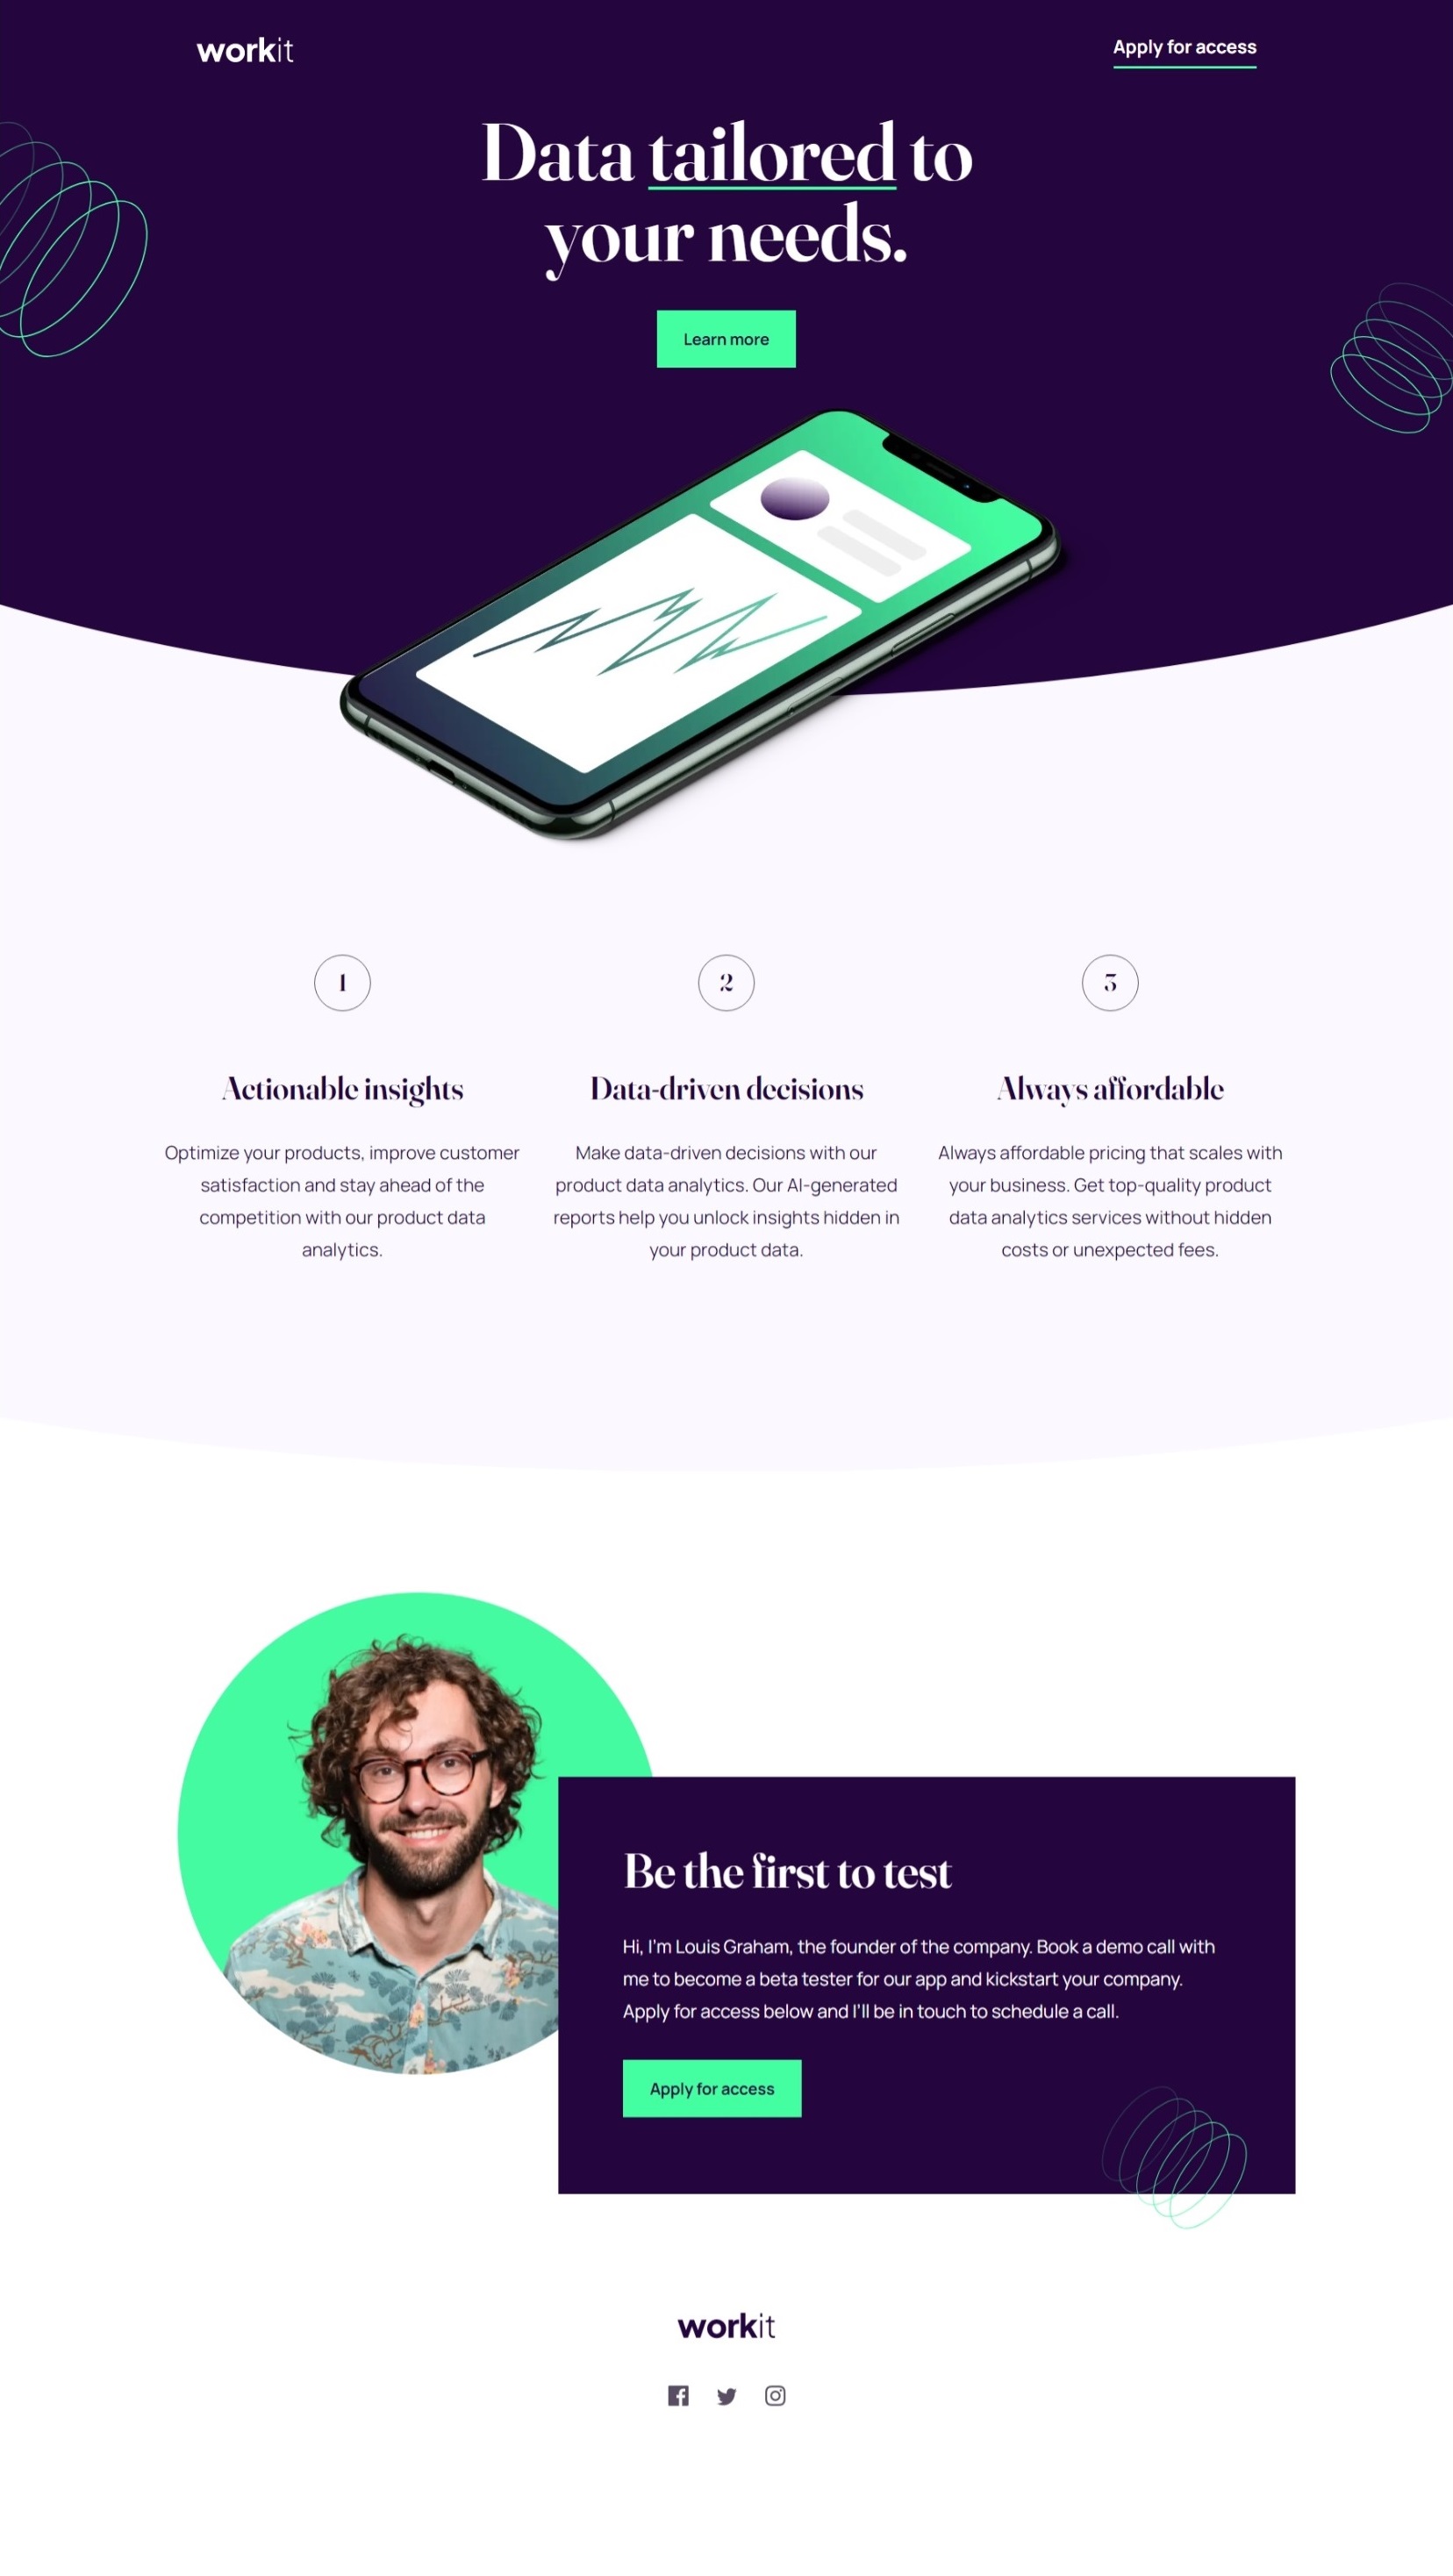 workit
Apply for access
Data tailored to
your needs.
Learn more
1
2
3
Actionable insights
Data-driven decisions
Always affordable
Optimize your products, improve customer
satisfaction and stay ahead of the
competition with our product data
analytics.
Make data-driven decisions with our
product data analytics. Our AI-generated
reports help you unlock insights hidden in
your product data.
Always affordable pricing that scales with
your business. Get top-quality product
data analytics services without hidden
costs or unexpected fees.
Be the first to test
Hi, I'm Louis Graham, the founder of the company. Book a demo call with
me to become a beta tester for our app and kickstart your company.
Apply for access below and I'll be in touch to schedule a call.
Apply for access
workit